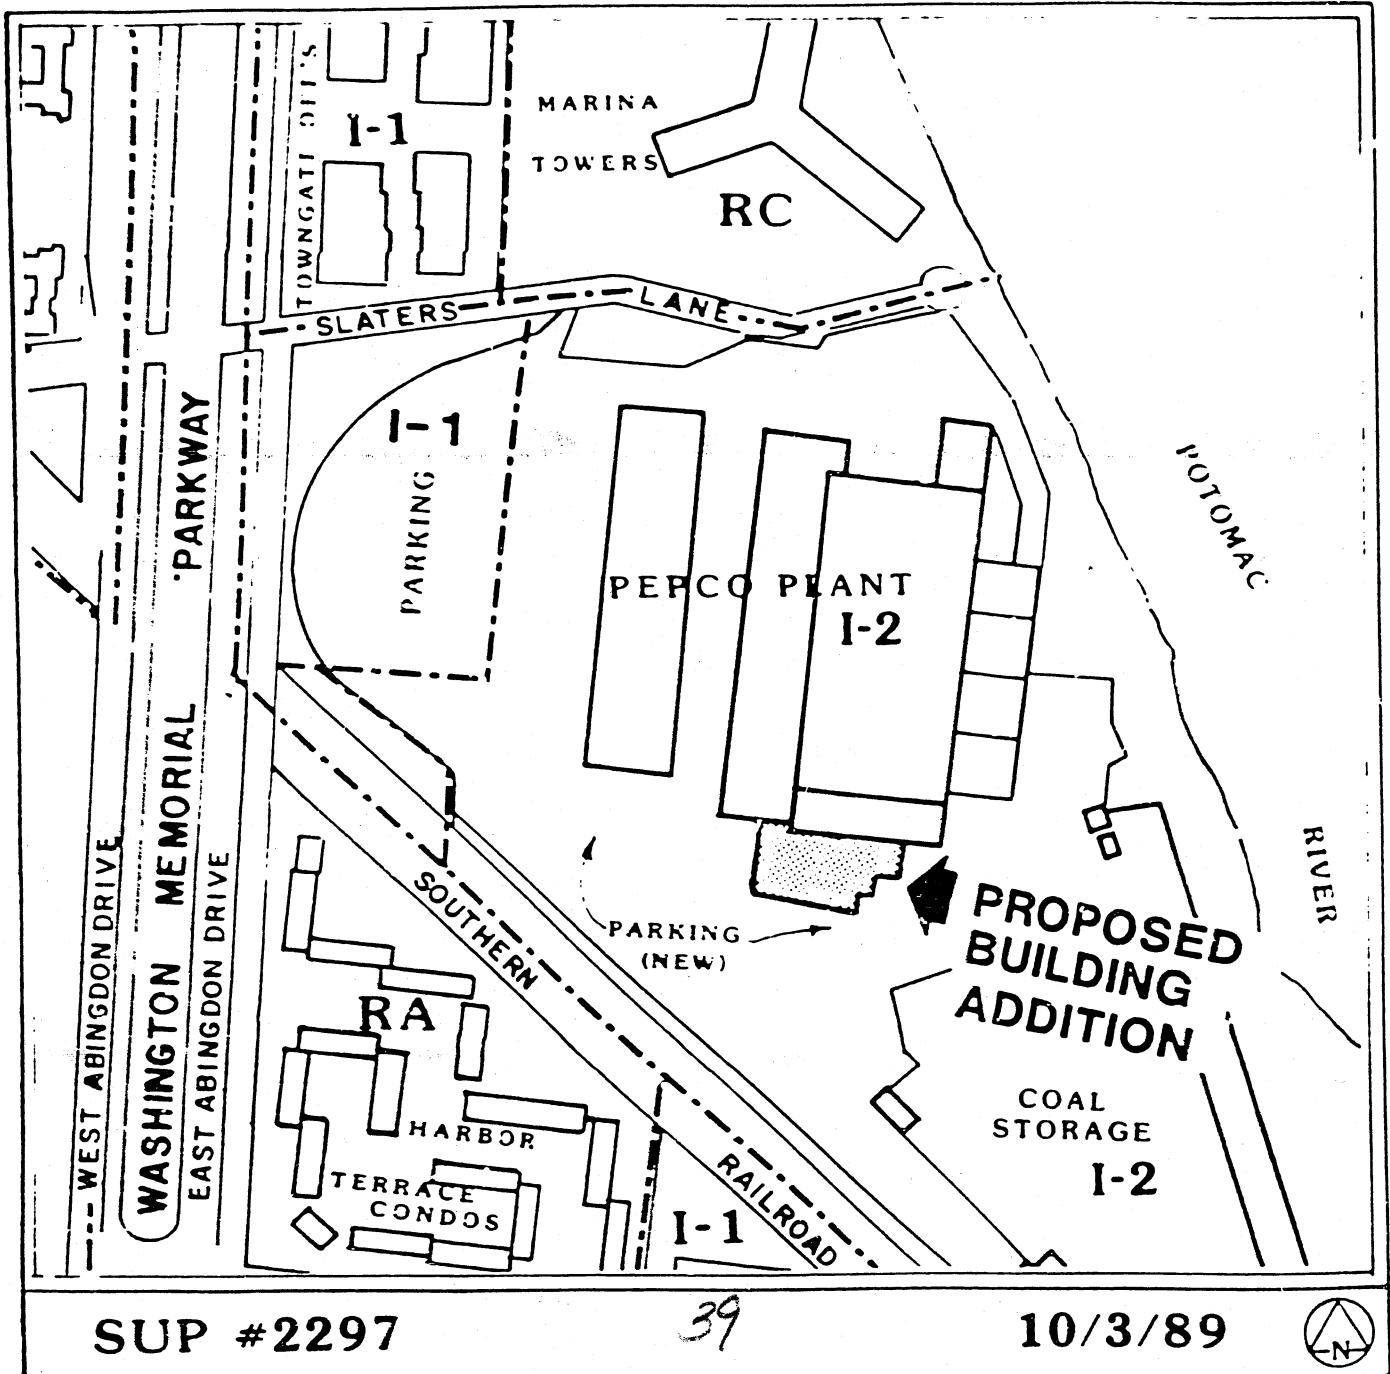 MARINA
TOWERS
TOWNGATE
I-1
RC
SLATERS LANE
I-1
PARKING
POTOMAC
RIVER
PEPCO PLANT
I-2
WASHINGTON MEMORIAL PARKWAY
WEST ABINGDON DRIVE
EAST ABINGDON DRIVE
SOUTHERN
RAILROAD
PARKING
(NEW)
PROPOSED
BUILDING
ADDITION
RA
HARBOR
TERRACE
CONDOS
I-1
COAL
STORAGE
I-2
SUP #2297
39
10/3/89
N